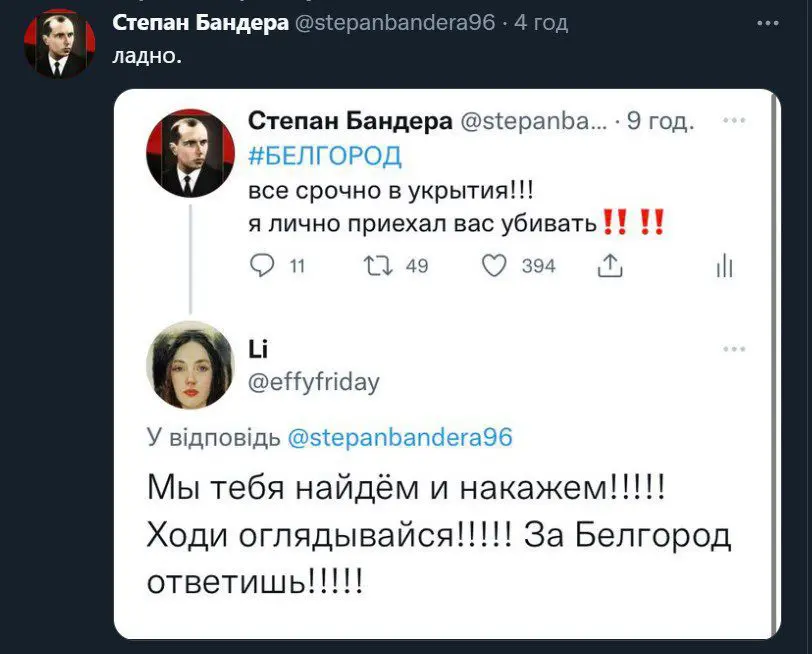 Степан Бандера @stepanbandera96 · 4 год
ладно.
Степан Бандера @stepanba... · 9 год.
#БЕЛГОРОД
все срочно в укрытия!!!
я лично приехал вас убивать‼️ ‼️
11 49 394
Li
@effyfriday
У відповідь @stepanbandera96
Мы тебя найдём и накажем!!!!!
Ходи оглядывайся!!!!! За Белгород
ответишь!!!!!